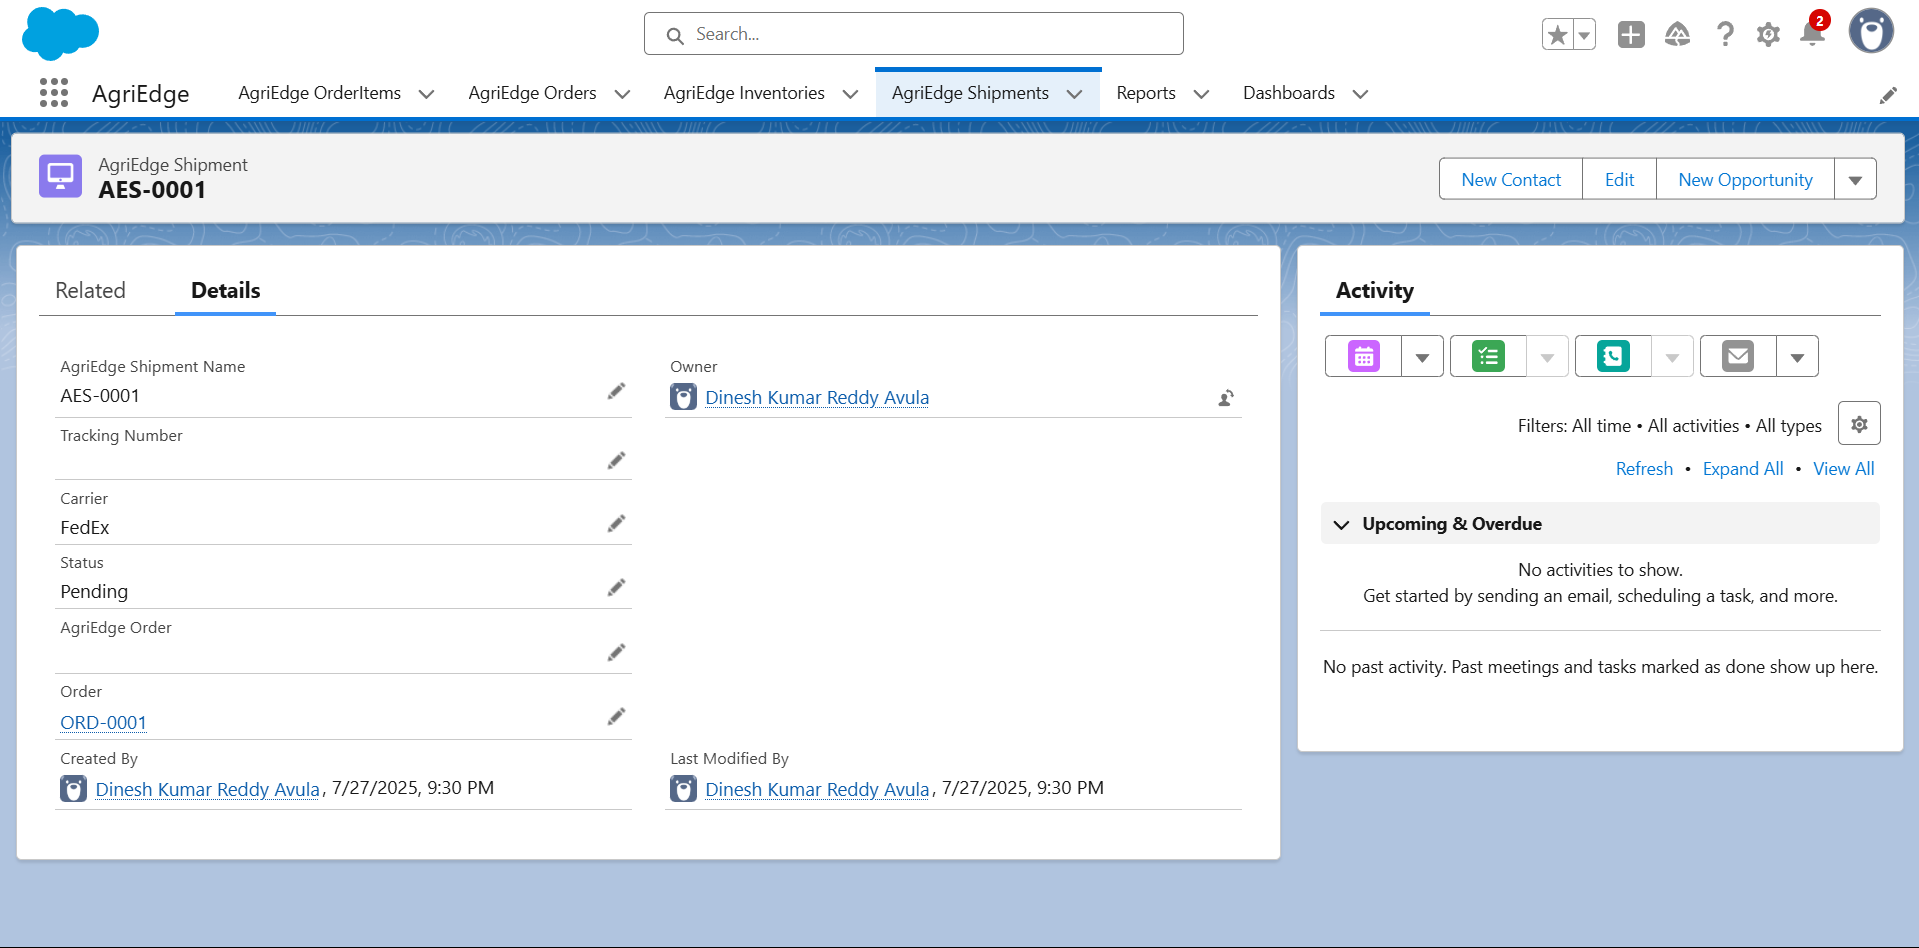 Search...
2
AgriEdge
AgriEdge OrderItems
AgriEdge Orders
AgriEdge Inventories
AgriEdge Shipments
Reports
Dashboards
AgriEdge Shipment
AES-0001
New Contact
Edit
New Opportunity
Related
Details
AgriEdge Shipment Name
AES-0001
Owner
Dinesh Kumar Reddy Avula
Tracking Number
Carrier
FedEx
Status
Pending
AgriEdge Order
Order
ORD-0001
Created By
Dinesh Kumar Reddy Avula, 7/27/2025, 9:30 PM
Last Modified By
Dinesh Kumar Reddy Avula, 7/27/2025, 9:30 PM
Activity
Filters: All time • All activities • All types
Refresh • Expand All • View All
Upcoming & Overdue
No activities to show.
Get started by sending an email, scheduling a task, and more.
No past activity. Past meetings and tasks marked as done show up here.